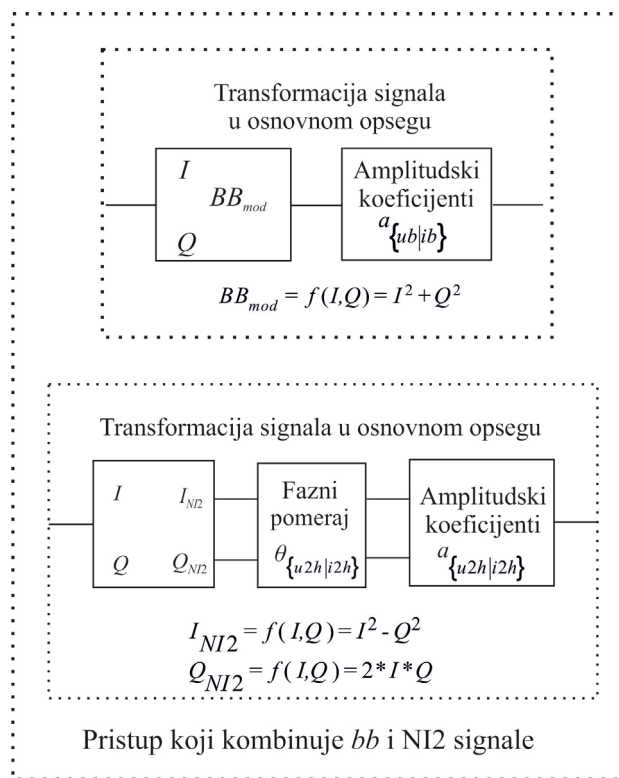 Transformacija signala
u osnovnom opsegu
I
BB_mod
Q
Amplitudski
koeficijenti
a_{ub|ib}
BB_mod = f(I,Q) = I² + Q²
Transformacija signala u osnovnom opsegu
I I_NI2
Q Q_NI2
Fazni
pomeraj
θ_{u2h|i2h}
Amplitudski
koeficijenti
a_{u2h|i2h}
I_NI2 = f(I,Q) = I² - Q²
Q_NI2 = f(I,Q) = 2*I*Q
Pristup koji kombinuje bb i NI2 signale